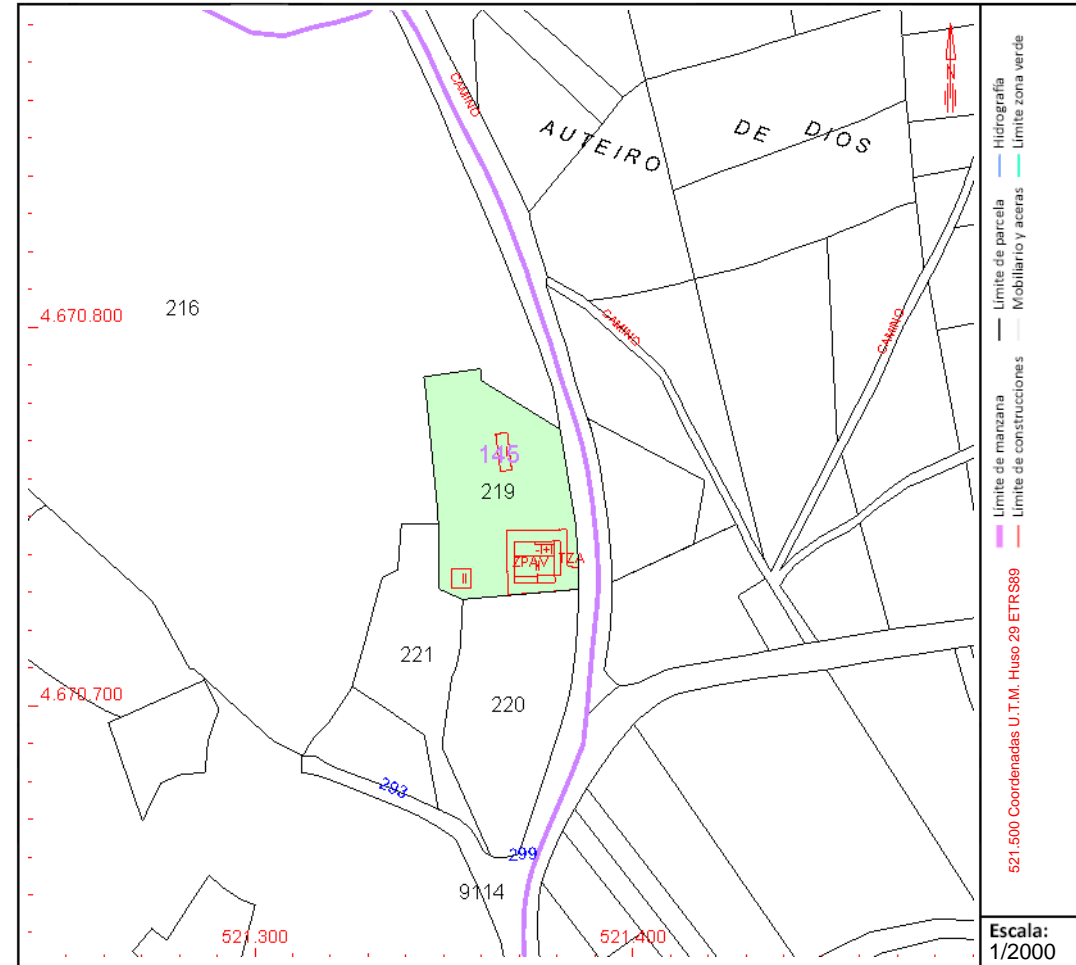 CAMINO
AUTEIRO DE DIOS
N
216
4.670.800
CAMINO
CAMINO
145
219
ZPAV TZA
II
221
220
4.670.700
293
299
9114
521.300
521.400
Hidrografía
Límite zona verde
Límite de parcela
Mobiliario y aceras
Límite de manzana
Límite de construcciones
521.500 Coordenadas U.T.M. Huso 29 ETRS89
Escala:
1/2000